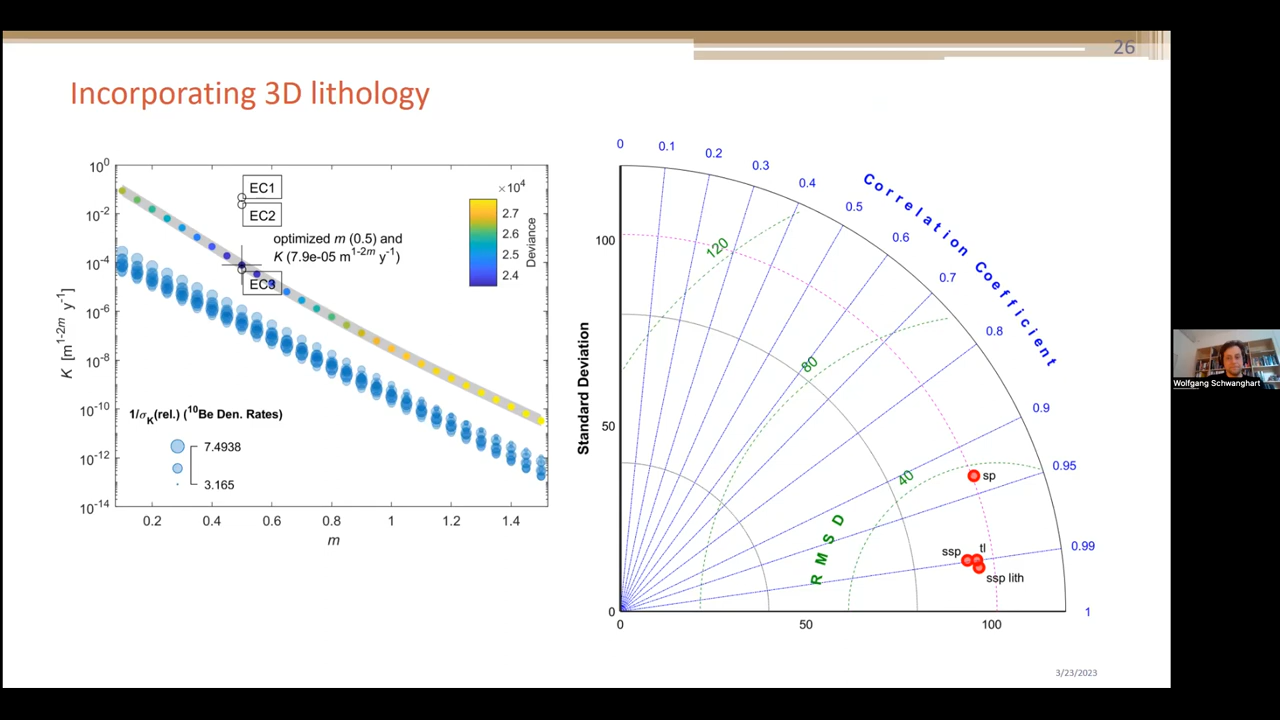 26
Incorporating 3D lithology
10^0
10^-2
10^-4
10^-6
10^-8
10^-10
10^-12
10^-14
K [m^1-2m y^-1]
EC1
EC2
optimized m (0.5) and
K (7.9e-05 m^1-2m y^-1)
EC3
×10^4
2.7
2.6
2.5
2.4
Deviance
1/σ_K(rel.) (^10Be Den. Rates)
7.4938
3.165
0.2 0.4 0.6 0.8 1 1.2 1.4
m
Standard Deviation
100
50
0
0 50 100
0
0.1
0.2
0.3
0.4
0.5
0.6
0.7
0.8
0.9
0.95
0.99
1
Correlation Coefficient
120
80
40
RMSD
sp
ssp
tl
ssp lith
3/23/2023
Wolfgang Schwanghart